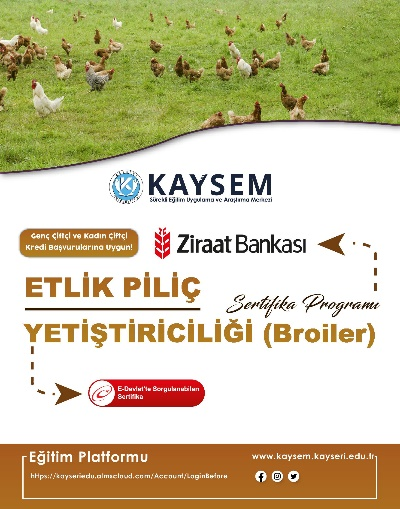 KAYSEM
Sürekli Eğitim Uygulama ve Araştırma Merkezi
Genç Çiftçi ve Kadın Çiftçi
Kredi Başvurularına Uygun!
Ziraat Bankası
ETLİK PİLİÇ
Sertifika Programı
YETİŞTİRİCİLİĞİ (Broiler)
E-Devlet'te Sorgulanabilen
Sertifika
Eğitim Platformu
www.kaysem.kayseri.edu.tr
https://kayseriedu.almscloud.com/Account/LoginBefore